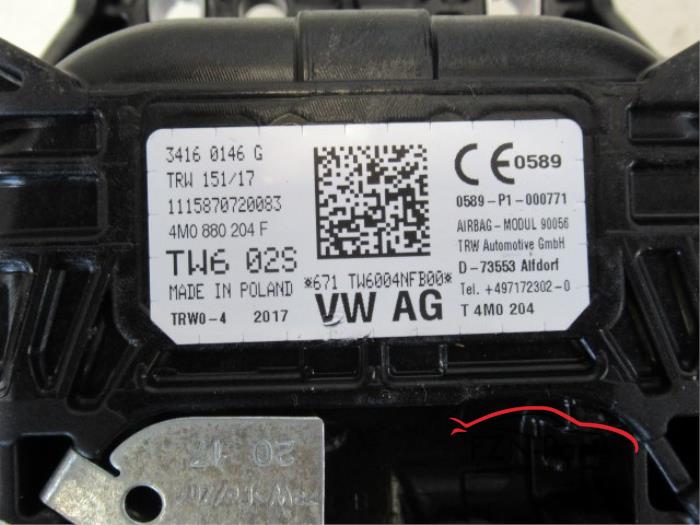 3416 0146 G
TRW 151/17
1115870720083
4M0 880 204 F
TW6 02S
MADE IN POLAND
TRW0-4 2017
*671 TW6004NFB00*
VW AG
CE 0589
0589-P1-000771
AIRBAG-MODUL 90056
TRW Automotive GmbH
D-73553 Alfdorf
Tel. +497172302-0
T 4M0 204
20 17